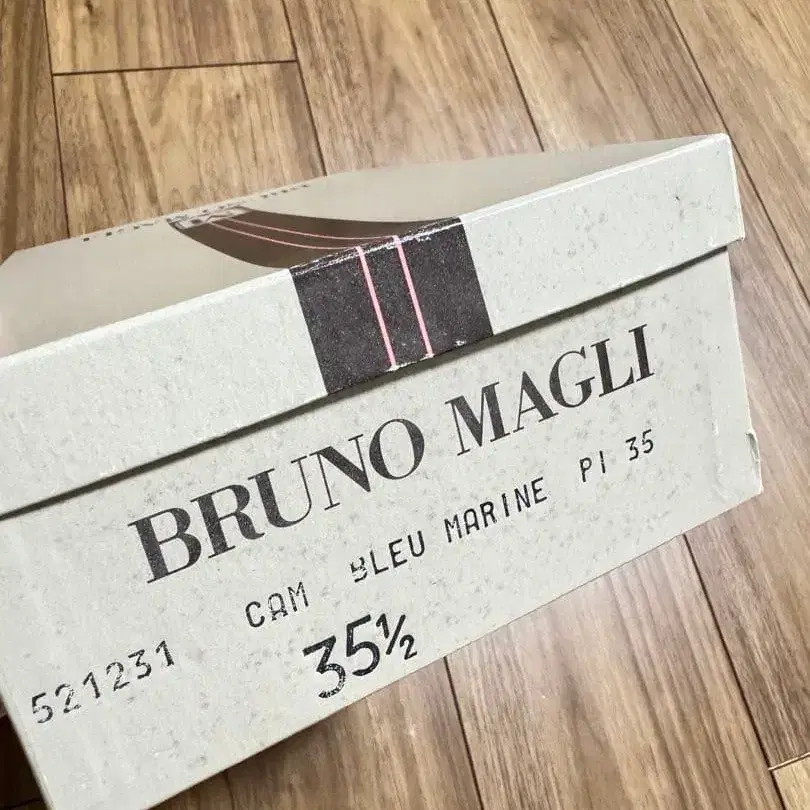 BRUNO MAGLI
521231 CAM BLEU MARINE PI 35
35½